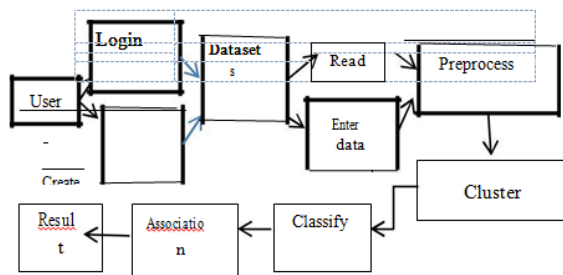 Login
Dataset
s
Read
Preprocess
User
Enter
data
-
Create
Cluster
Resul
t
Associatio
n
Classify